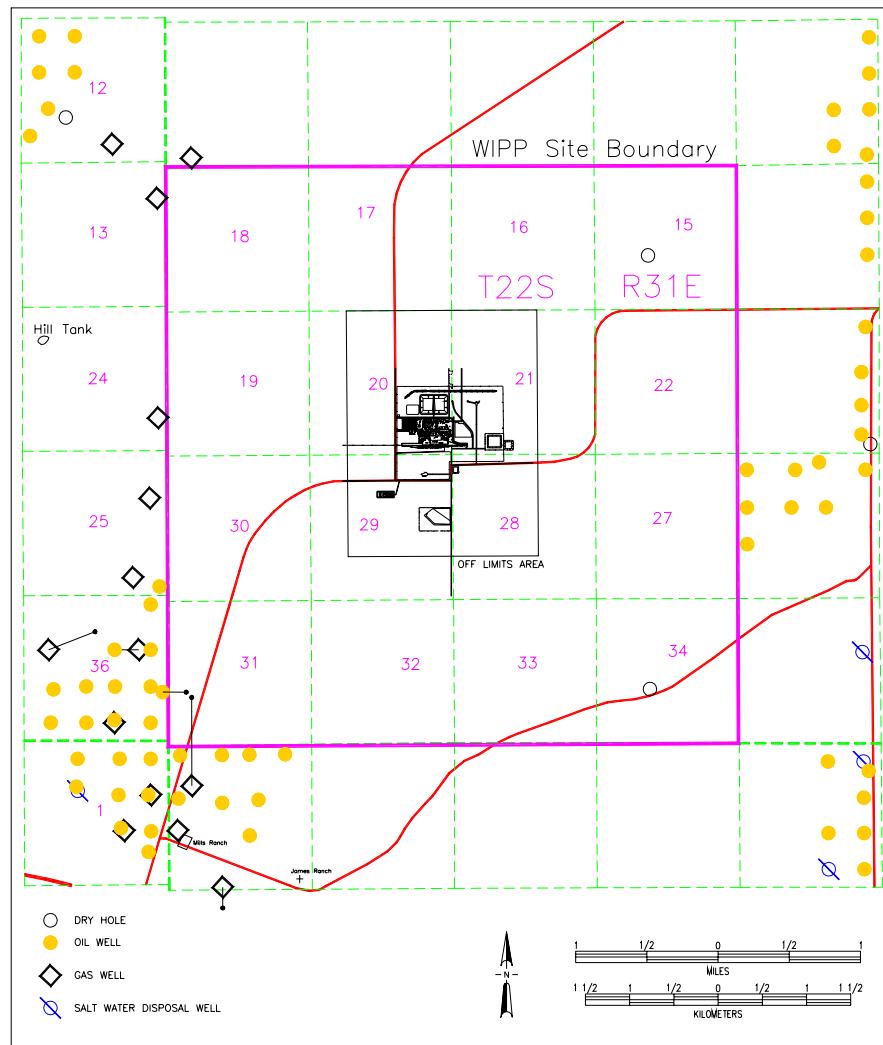 12
WIPP Site Boundary
13
18
17
16
15
T22S R31E
Hill Tank
24
19
20
21
22
25
30
29
28
27
OFF LIMITS AREA
36
31
32
33
34
1
Mills Ranch
James Ranch
DRY HOLE
OIL WELL
GAS WELL
SALT WATER DISPOSAL WELL
N
1 1/2 0 1/2 1
MILES
1 1/2 1 1/2 0 1/2 1 1 1/2
KILOMETERS